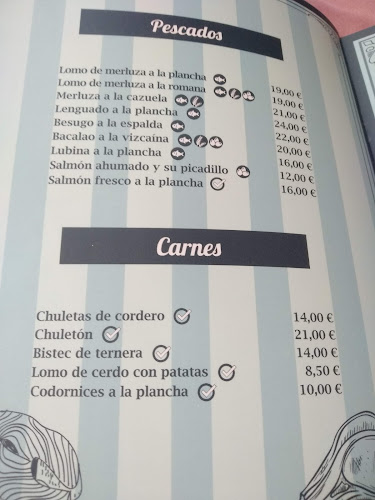 Pescados
Lomo de merluza a la plancha 19,00 €
Lomo de merluza a la romana 19,00 €
Merluza a la cazuela 21,00 €
Lenguado a la plancha 24,00 €
Besugo a la espalda 22,00 €
Bacalao a la vizcaína 20,00 €
Lubina a la plancha 16,00 €
Salmón ahumado y su picadillo 12,00 €
Salmón fresco a la plancha 16,00 €
Carnes
Chuletas de cordero 14,00 €
Chuletón 21,00 €
Bistec de ternera 14,00 €
Lomo de cerdo con patatas 8,50 €
Codornices a la plancha 10,00 €